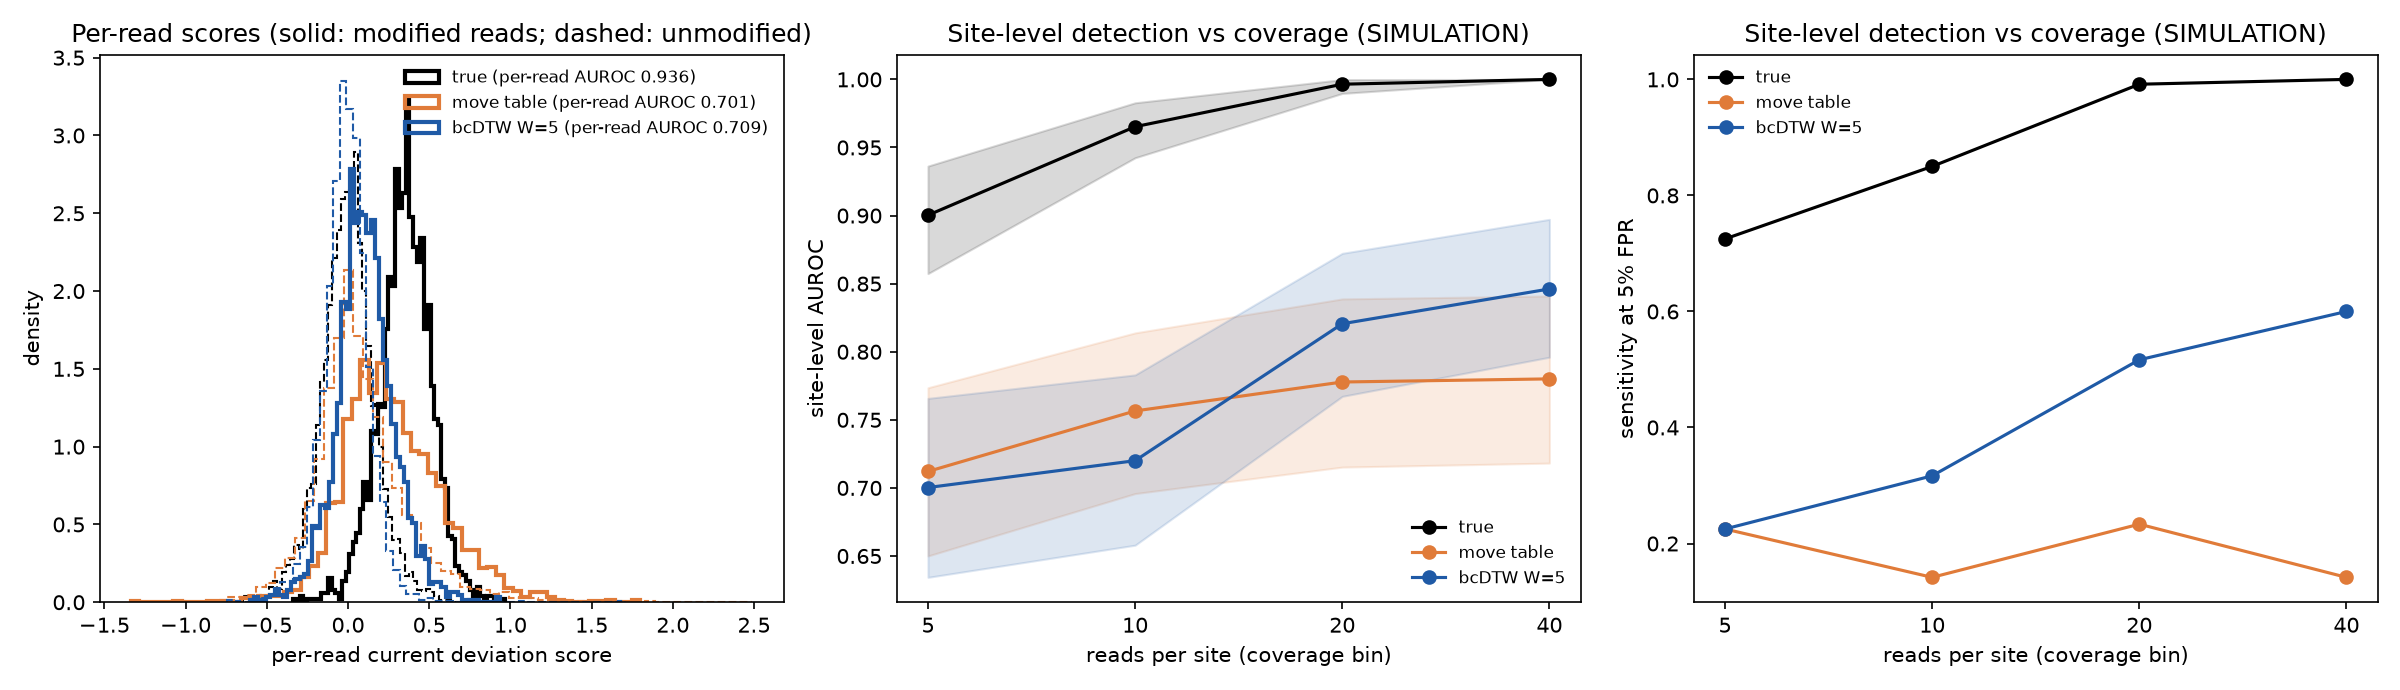 Per-read scores (solid: modified reads; dashed: unmodified)
true (per-read AUROC 0.936)
move table (per-read AUROC 0.701)
bcDTW W=5 (per-read AUROC 0.709)
density
3.5
3.0
2.5
2.0
1.5
1.0
0.5
0.0
−1.5 −1.0 −0.5 0.0 0.5 1.0 1.5 2.0 2.5
per-read current deviation score
Site-level detection vs coverage (SIMULATION)
site-level AUROC
1.00
0.95
0.90
0.85
0.80
0.75
0.70
0.65
true
move table
bcDTW W=5
5 10 20 40
reads per site (coverage bin)
Site-level detection vs coverage (SIMULATION)
true
move table
bcDTW W=5
sensitivity at 5% FPR
1.0
0.8
0.6
0.4
0.2
5 10 20 40
reads per site (coverage bin)